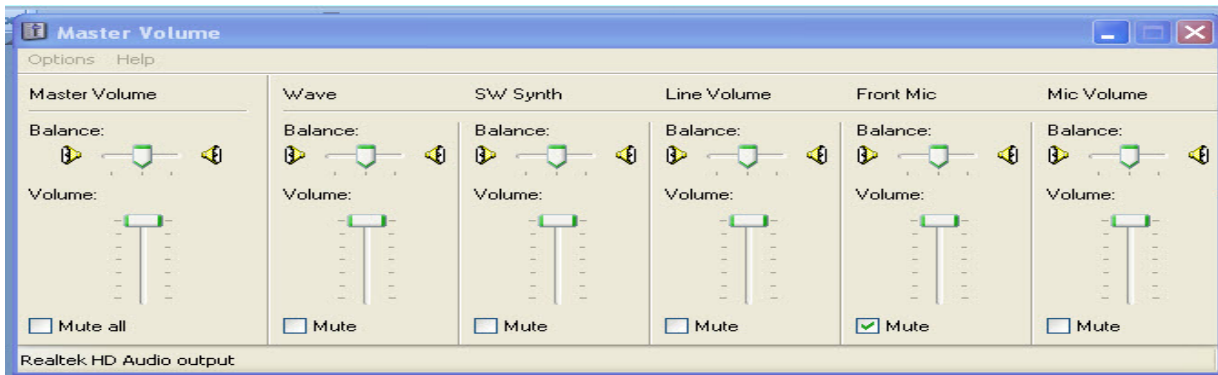 Master Volume
Options Help
Master Volume Wave SW Synth Line Volume Front Mic Mic Volume
Balance: Balance: Balance: Balance: Balance: Balance:
Volume: Volume: Volume: Volume: Volume: Volume:
Mute all Mute Mute Mute Mute Mute
Realtek HD Audio output